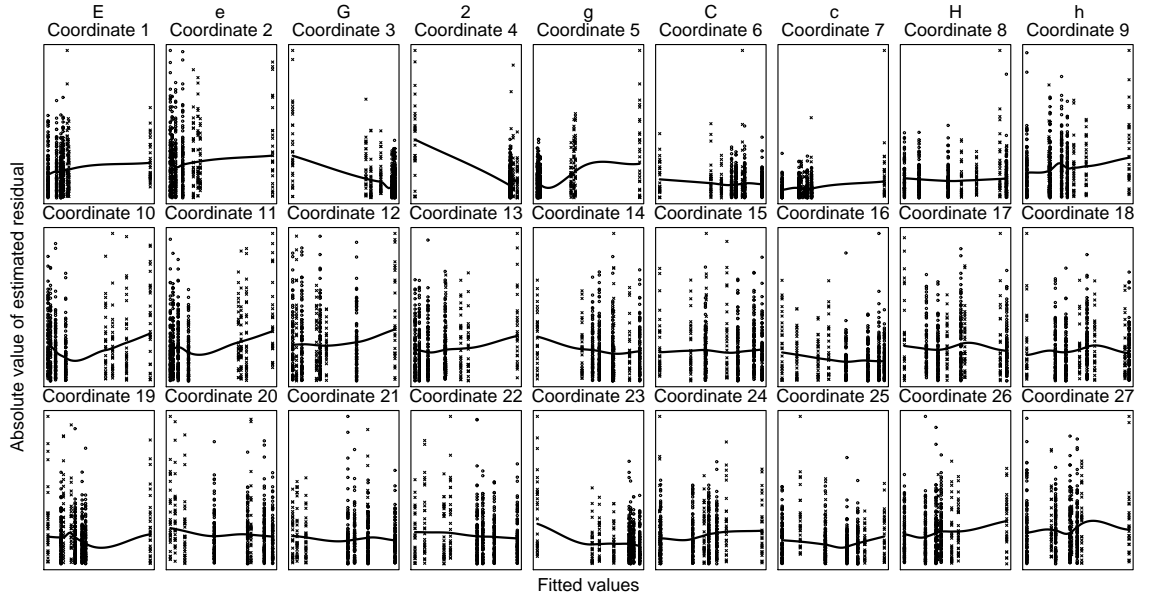 E e G 2 g C c H h
Coordinate 1 Coordinate 2 Coordinate 3 Coordinate 4 Coordinate 5 Coordinate 6 Coordinate 7 Coordinate 8 Coordinate 9
Coordinate 10 Coordinate 11 Coordinate 12 Coordinate 13 Coordinate 14 Coordinate 15 Coordinate 16 Coordinate 17 Coordinate 18
Coordinate 19 Coordinate 20 Coordinate 21 Coordinate 22 Coordinate 23 Coordinate 24 Coordinate 25 Coordinate 26 Coordinate 27
Absolute value of estimated residual
Fitted values